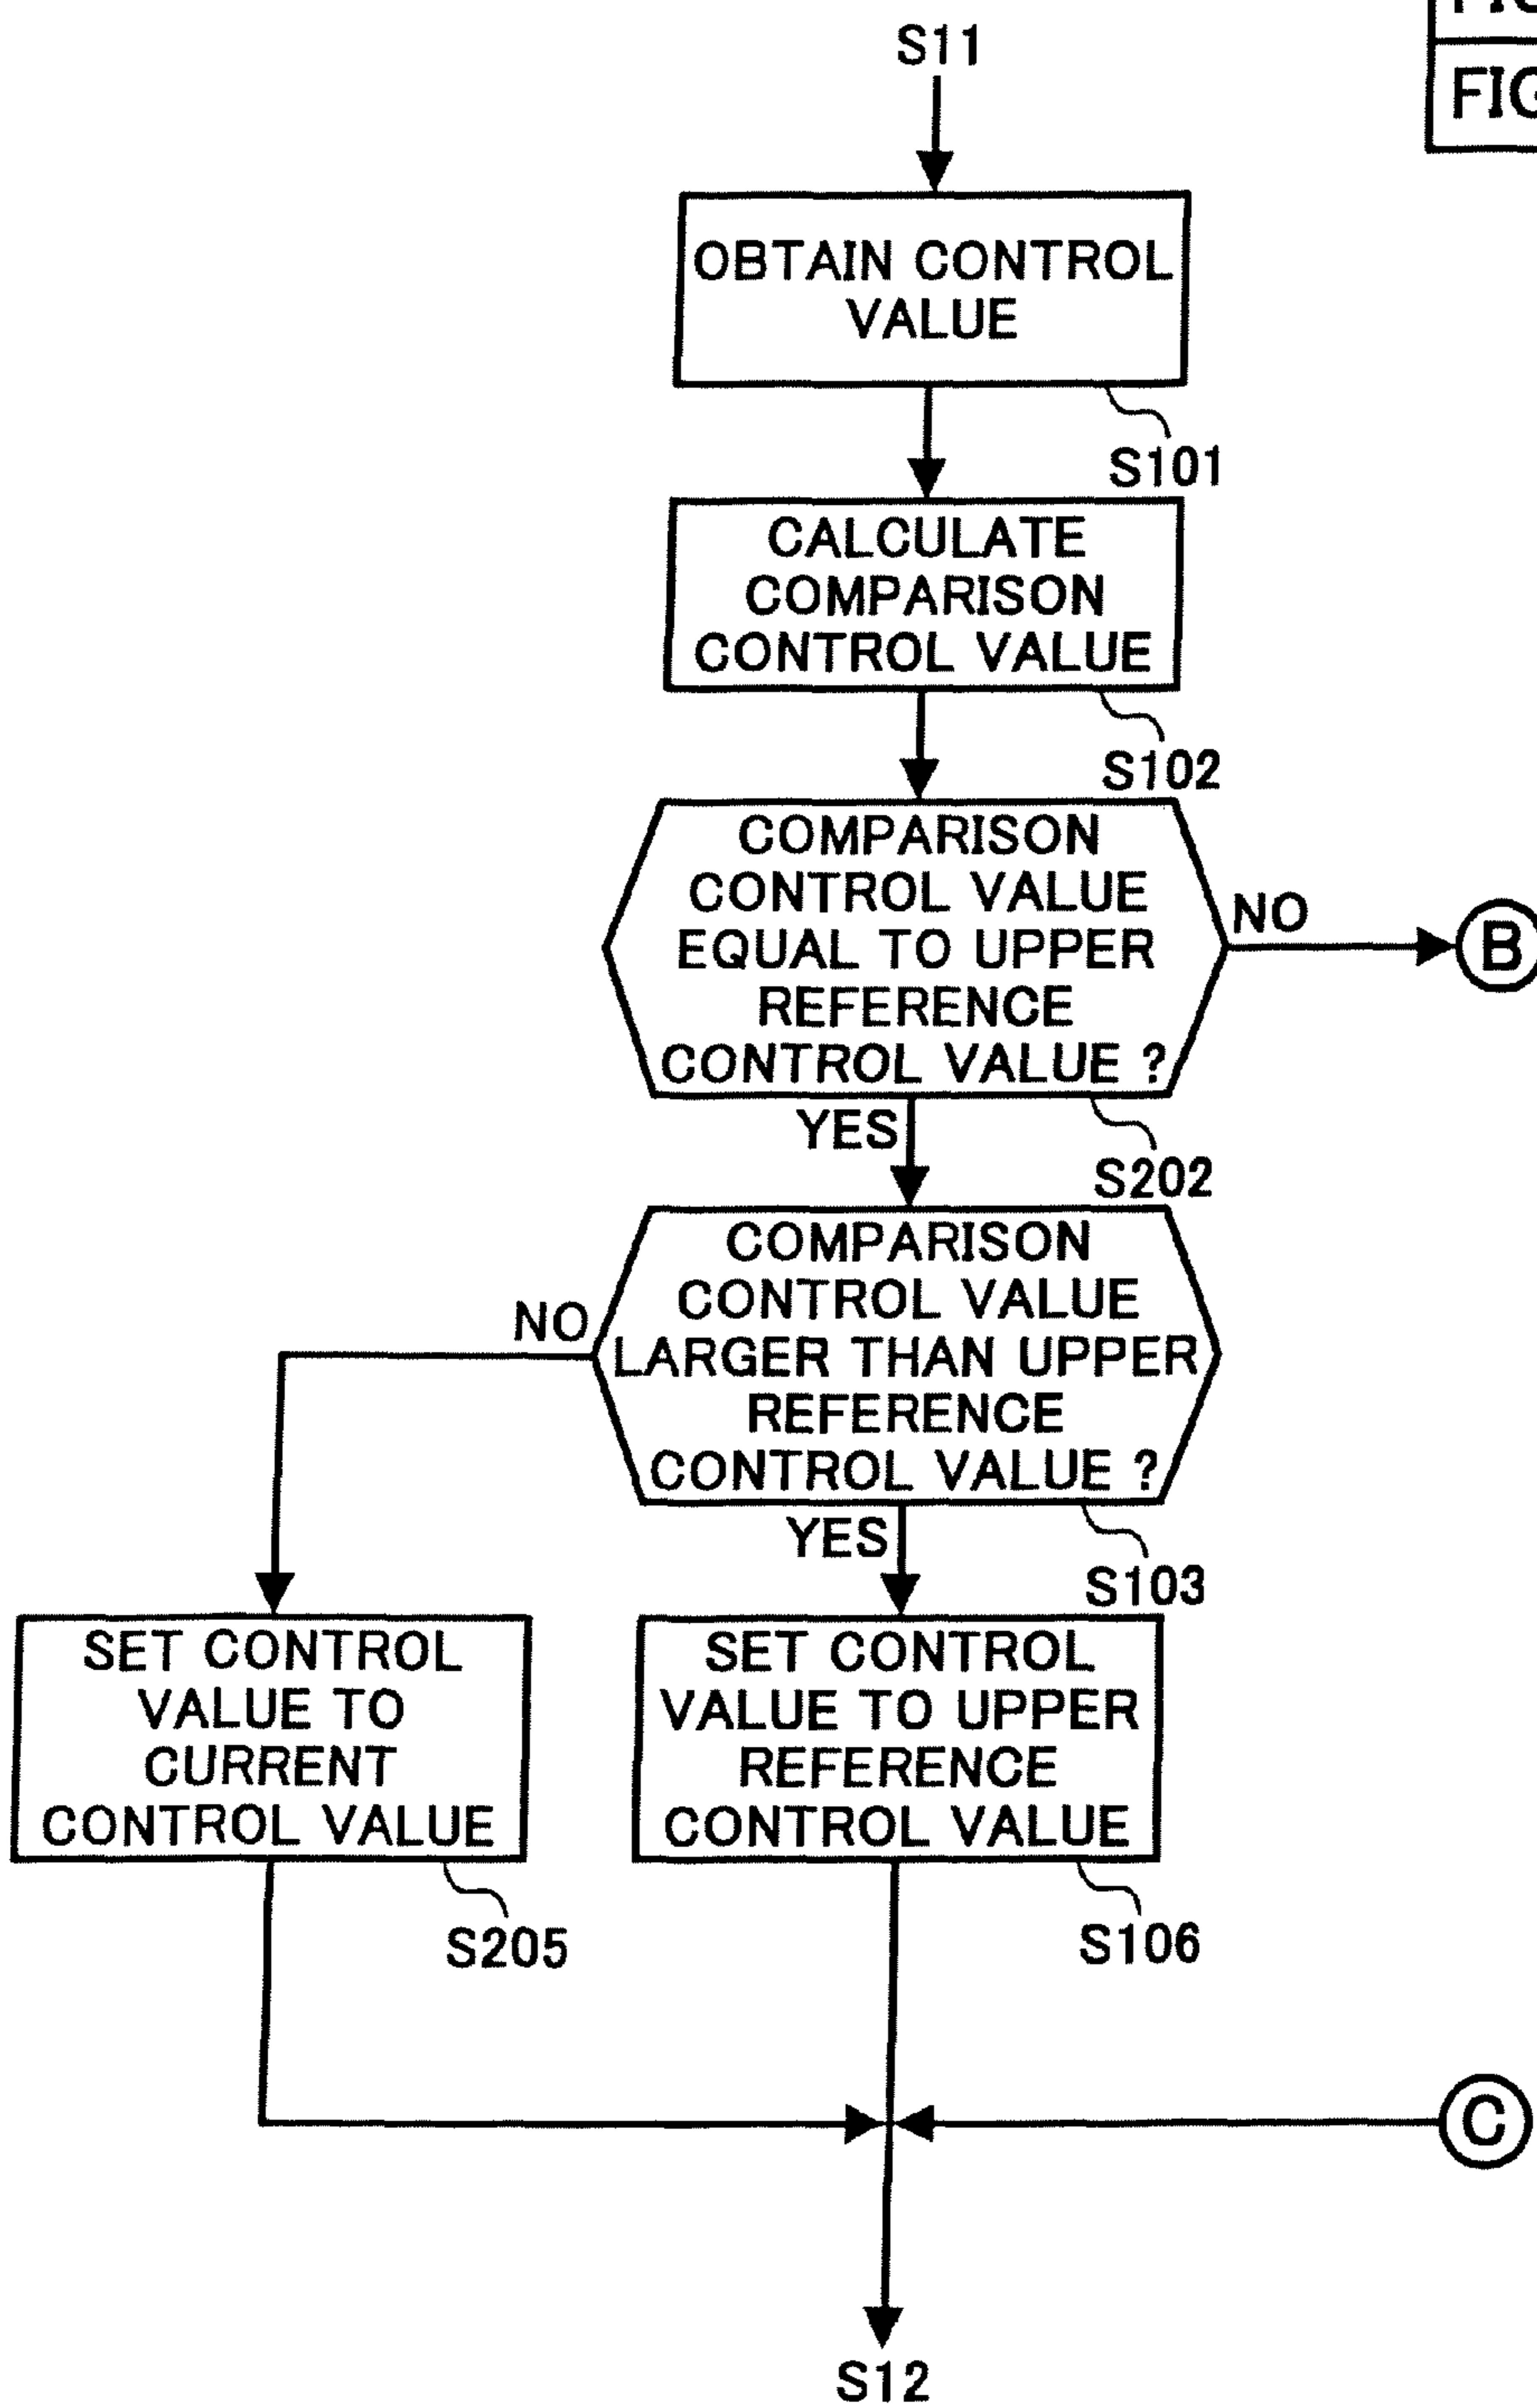 FIG
S11
OBTAIN CONTROL
VALUE
S101
CALCULATE
COMPARISON
CONTROL VALUE
S102
COMPARISON
CONTROL VALUE
EQUAL TO UPPER
REFERENCE
CONTROL VALUE ?
NO
B
YES
S202
COMPARISON
CONTROL VALUE
LARGER THAN UPPER
REFERENCE
CONTROL VALUE ?
NO
YES
S103
SET CONTROL
VALUE TO
CURRENT
CONTROL VALUE
S205
SET CONTROL
VALUE TO UPPER
REFERENCE
CONTROL VALUE
S106
C
S12